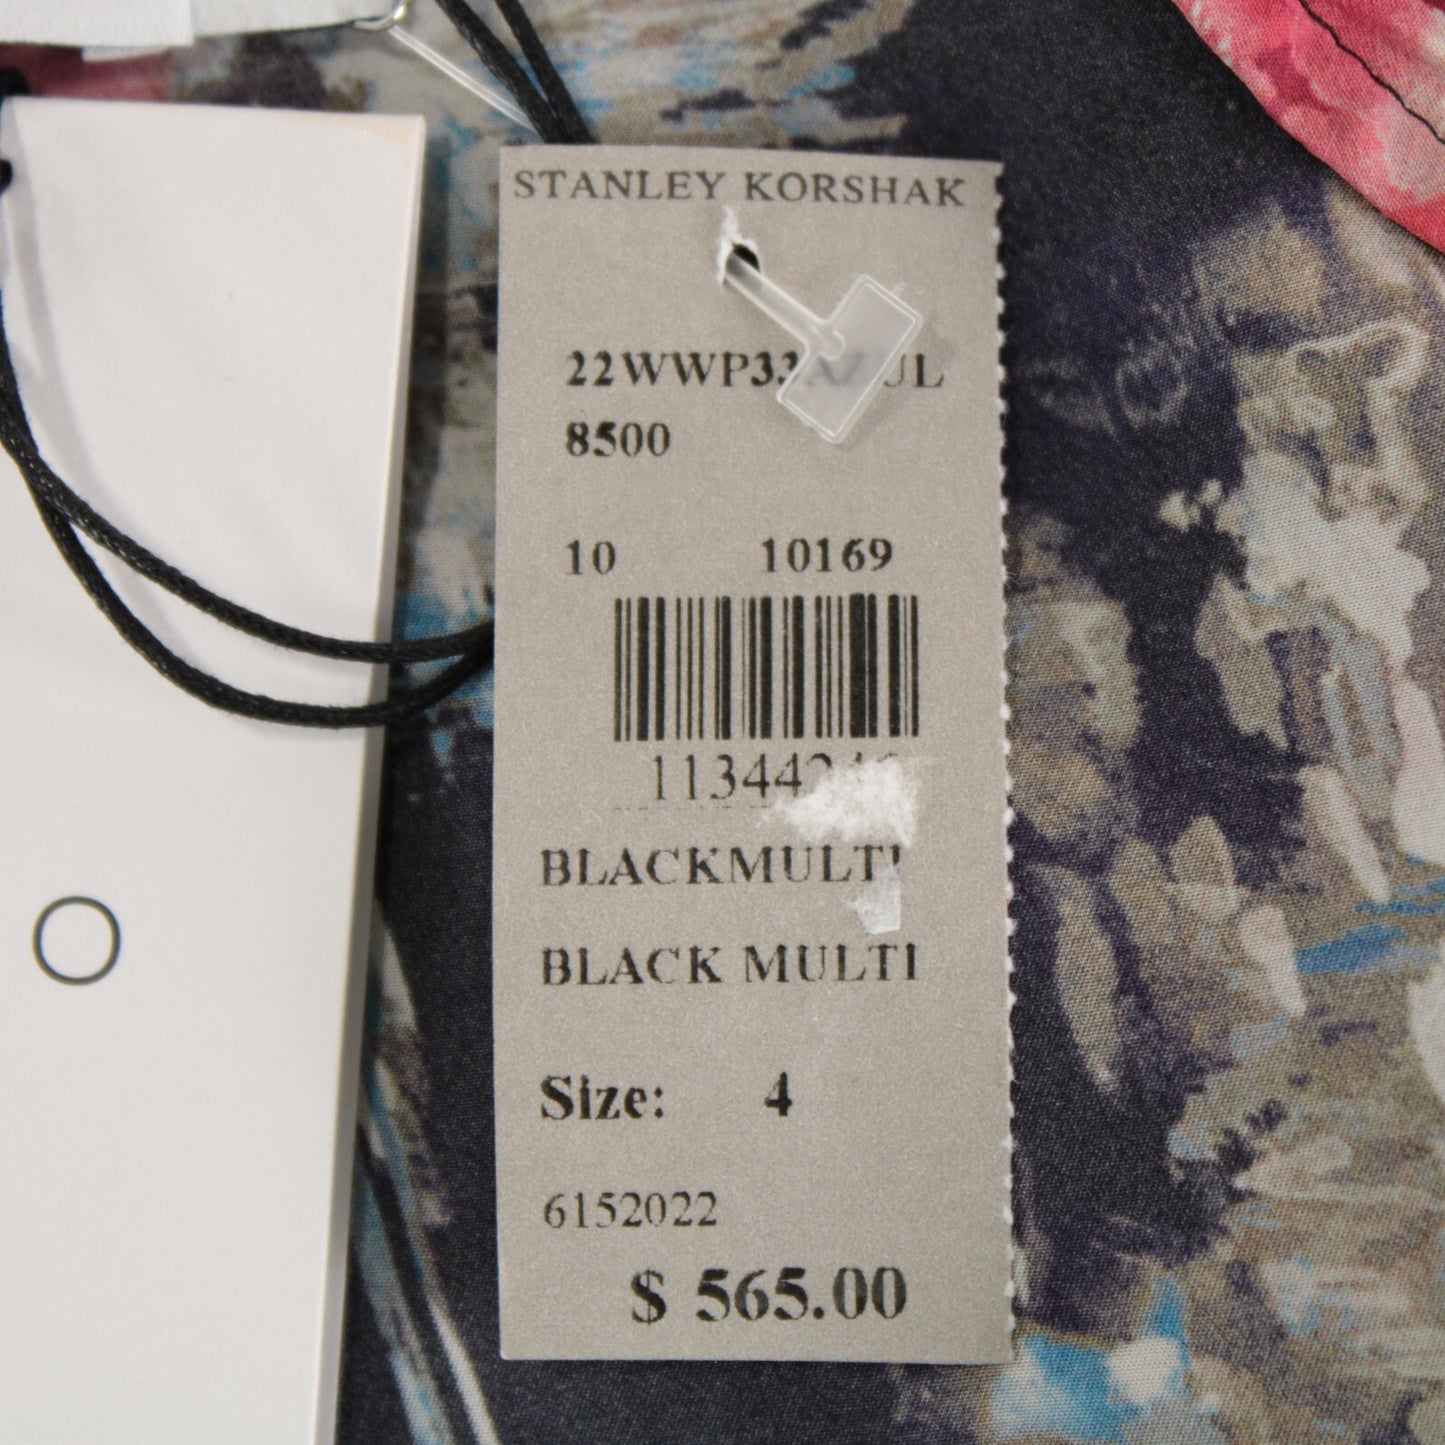 STANLEY KORSHAK
8500
10 10169
BLACKMULTI
BLACK MULTI
Size: 4
6152022
$ 565.00
O